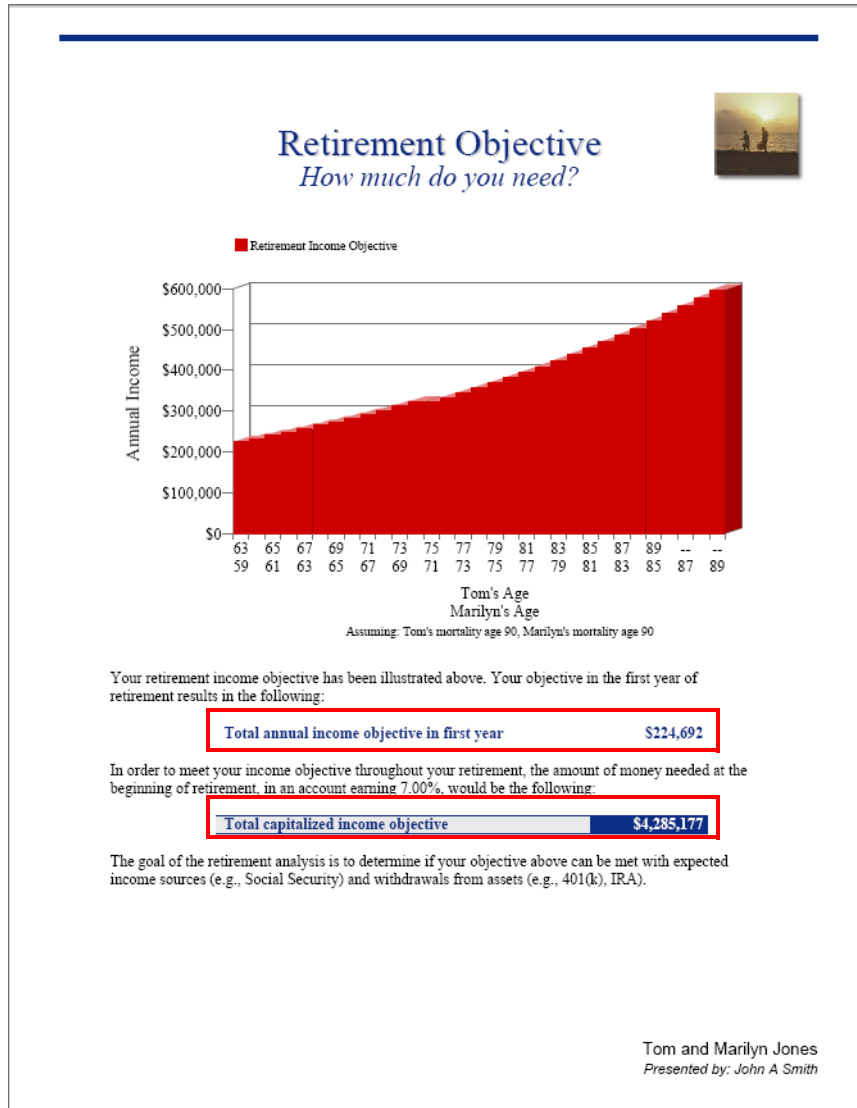 Retirement Objective
How much do you need?
Retirement Income Objective
$600,000
$500,000
$400,000
$300,000
$200,000
$100,000
$0
Annual Income
63 65 67 69 71 73 75 77 79 81 83 85 87 89 -- --
59 61 63 65 67 69 71 73 75 77 79 81 83 85 87 89
Tom's Age
Marilyn's Age
Assuming: Tom's mortality age 90, Marilyn's mortality age 90
Your retirement income objective has been illustrated above. Your objective in the first year of
retirement results in the following:
Total annual income objective in first year $224,692
In order to meet your income objective throughout your retirement, the amount of money needed at the
beginning of retirement, in an account earning 7.00%, would be the following:
Total capitalized income objective $4,285,177
The goal of the retirement analysis is to determine if your objective above can be met with expected
income sources (e.g., Social Security) and withdrawals from assets (e.g., 401(k), IRA).
Tom and Marilyn Jones
Presented by: John A Smith